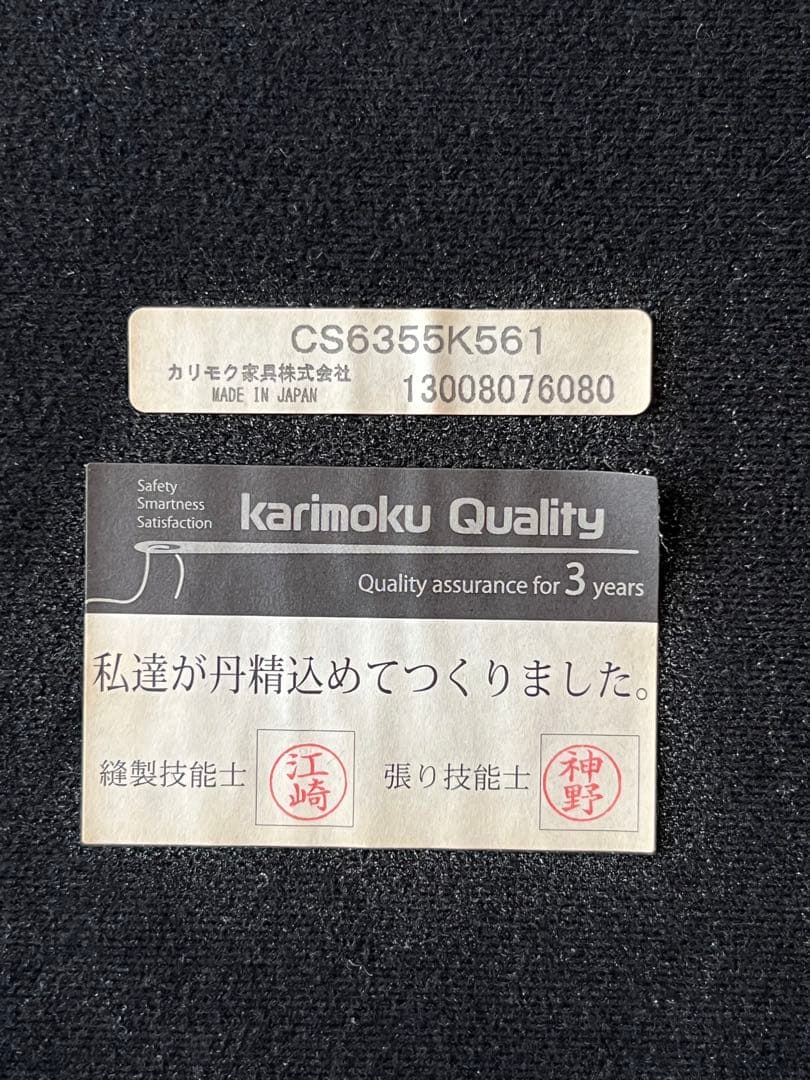 CS6355K561
カリモク家具株式会社
MADE IN JAPAN
13008076080
Safety
Smartness
Satisfaction
karimoku Quality
Quality assurance for 3 years
私達が丹精込めてつくりました。
縫製技能士
江崎
張り技能士
神野